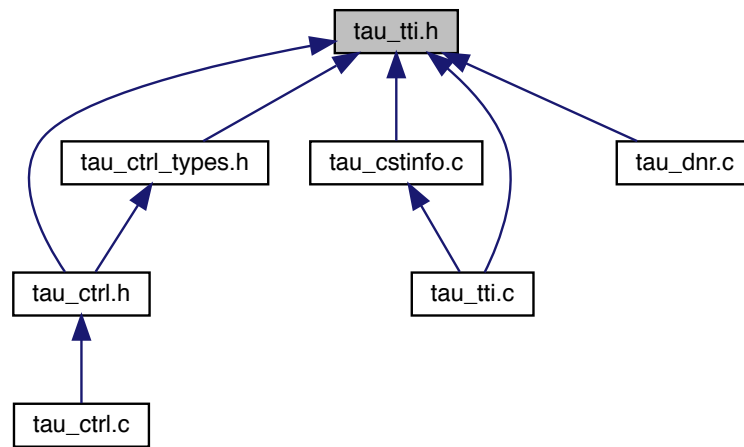 tau_tti.h
tau_ctrl_types.h
tau_cstinfo.c
tau_dnr.c
tau_ctrl.h
tau_tti.c
tau_ctrl.c